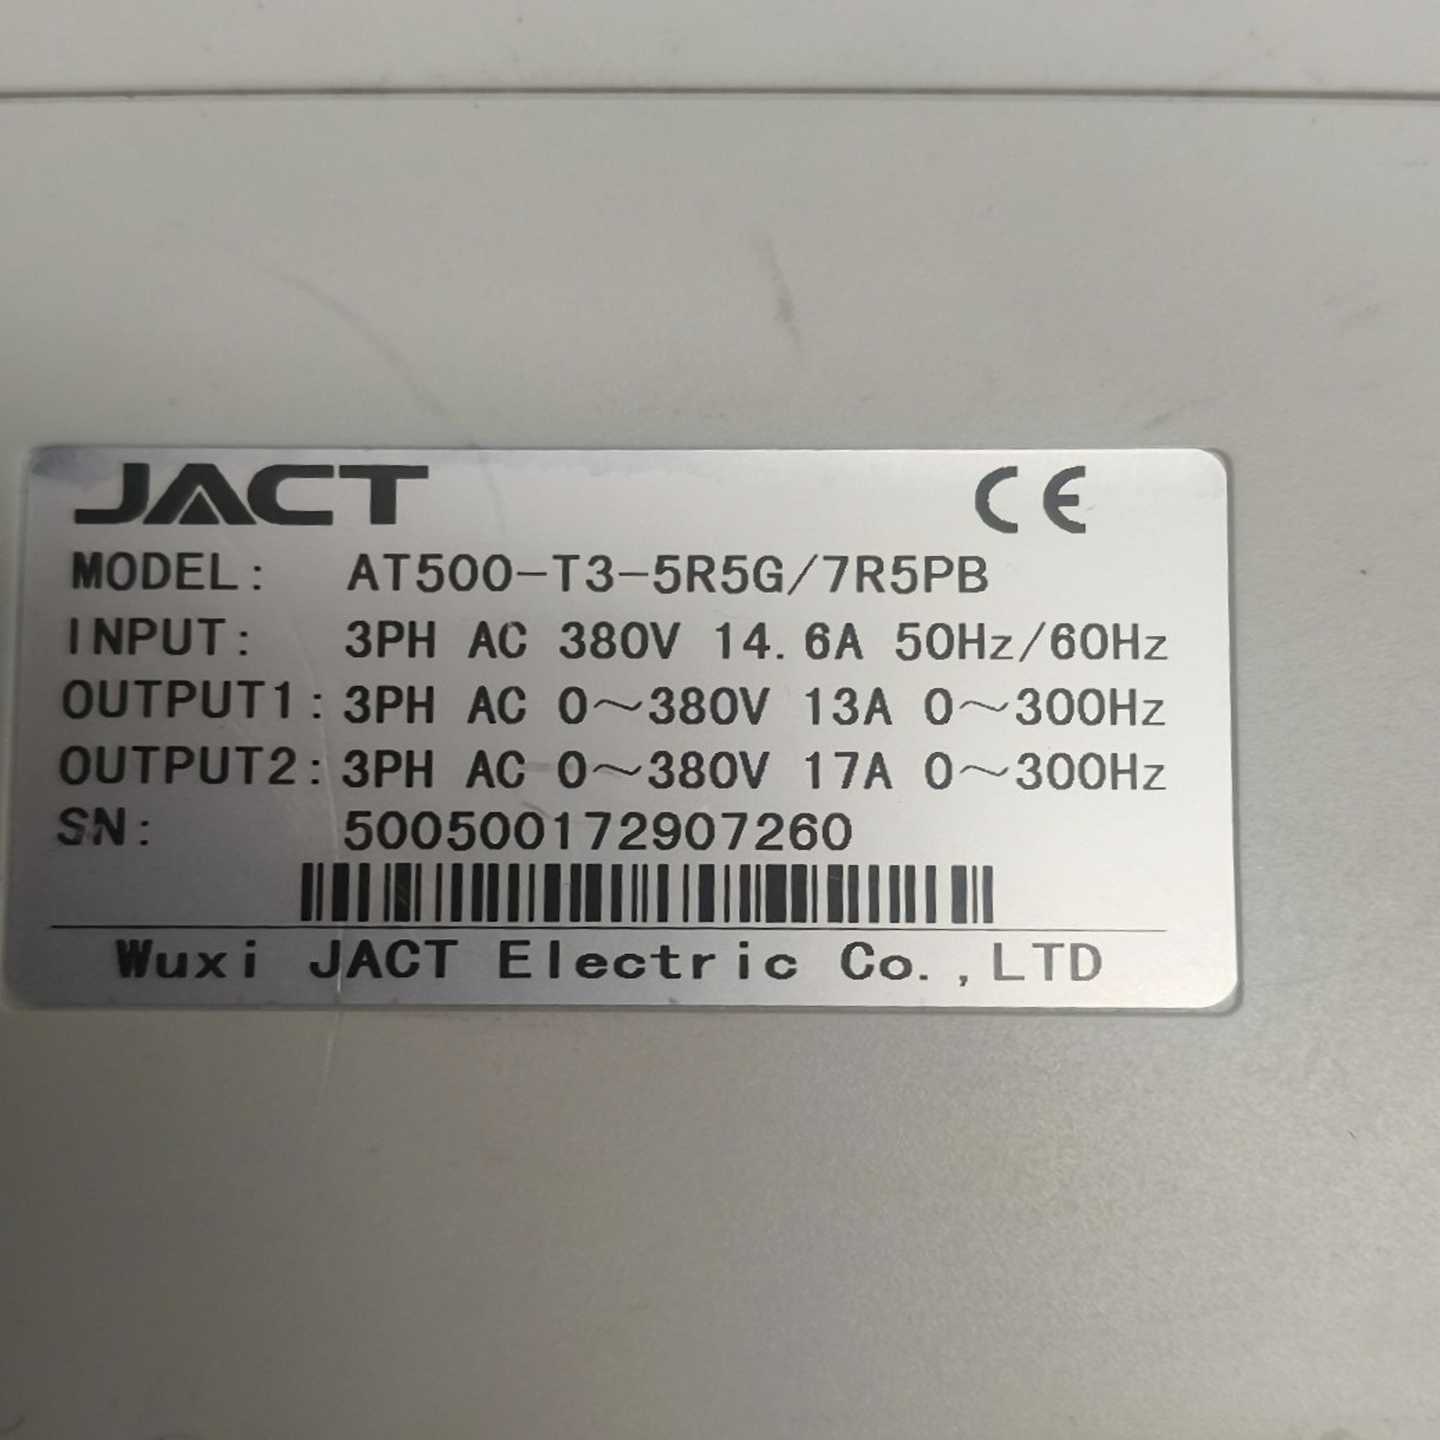 JACT CE
MODEL: AT500-T3-5R5G/7R5PB
INPUT: 3PH AC 380V 14.6A 50Hz/60Hz
OUTPUT1: 3PH AC 0~380V 13A 0~300Hz
OUTPUT2: 3PH AC 0~380V 17A 0~300Hz
SN: 500500172907260
Wuxi JACT Electric Co.,LTD